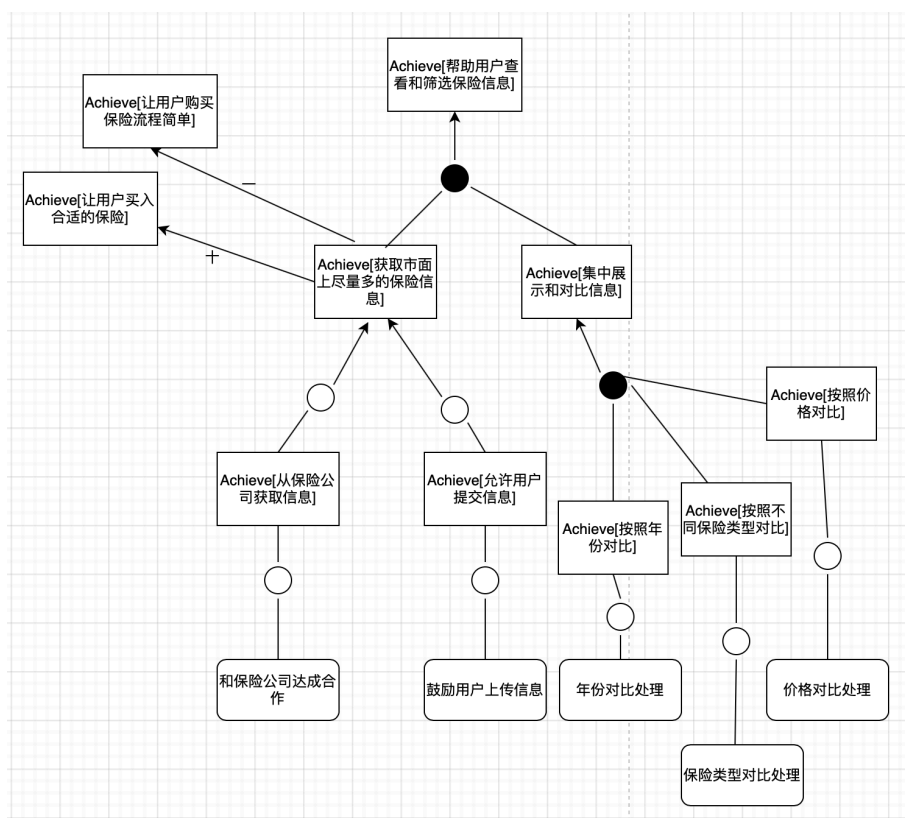 Achieve[帮助用户查
看和筛选保险信息]
Achieve[让用户购买
保险流程简单]
Achieve[让用户买入
合适的保险]
Achieve[获取市面
上尽量多的保险信
息]
Achieve[集中展
示和对比信息]
Achieve[按照价
格对比]
Achieve[从保险公
司获取信息]
Achieve[允许用户
提交信息]
Achieve[按照年
份对比]
Achieve[按照不
同保险类型对比]
和保险公司达成合
作
鼓励用户上传信息
年份对比处理
价格对比处理
保险类型对比处理